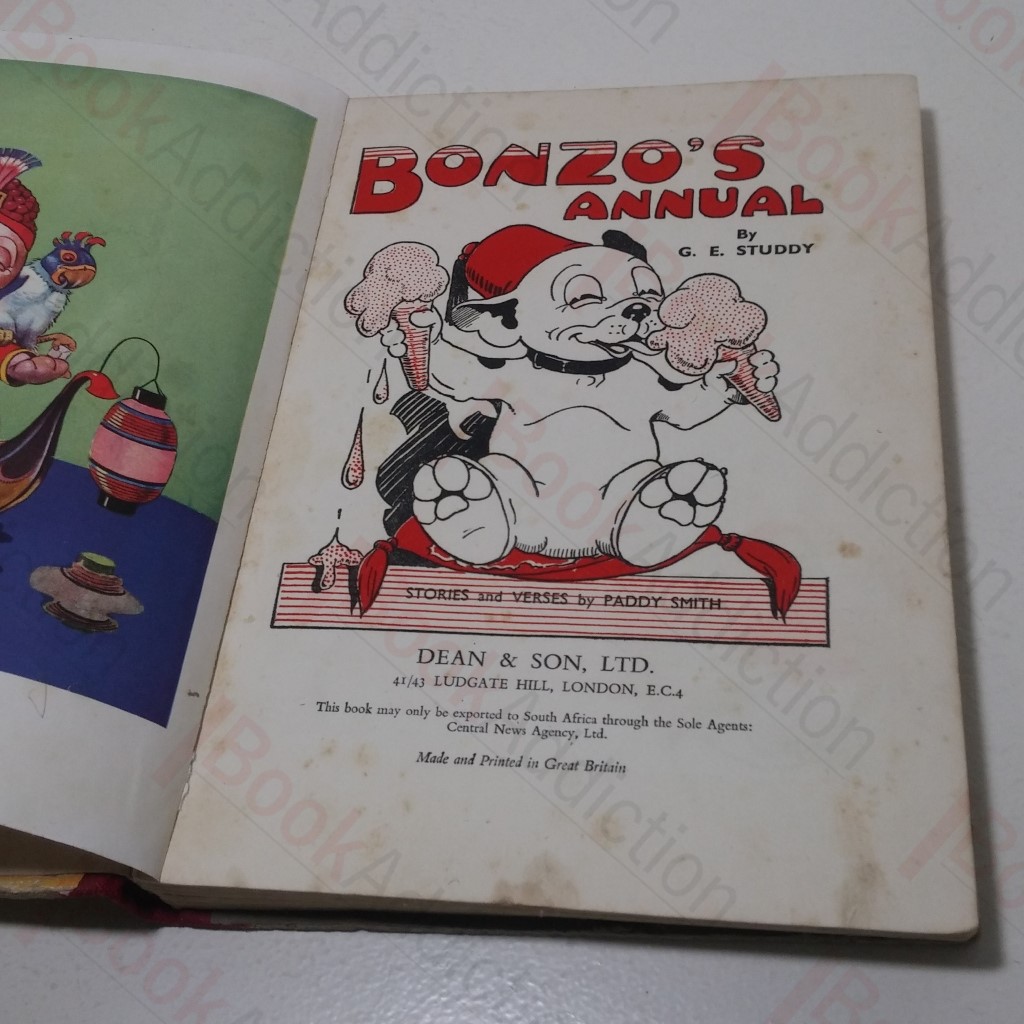 BONZO'S
ANNUAL
By
G. E. STUDDY
STORIES and VERSES by PADDY SMITH
DEAN & SON, LTD.
41/43 LUDGATE HILL, LONDON, E.C.4
This book may only be exported to South Africa through the Sole Agents:
Central News Agency, Ltd.
Made and Printed in Great Britain
BookAddiction